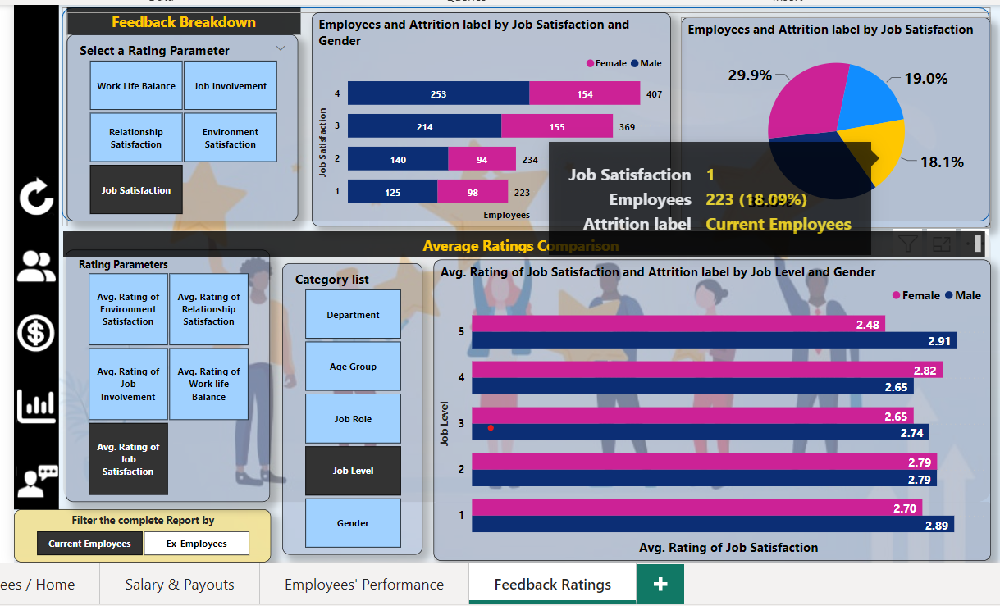 Feedback Breakdown
Select a Rating Parameter
Work Life Balance
Job Involvement
Relationship
Satisfaction
Environment
Satisfaction
Job Satisfaction
Employees and Attrition label by Job Satisfaction and
Gender
Female Male
Job Satisfaction
4 253 154 407
3 214 155 369
2 140 94 234
1 125 98 223
Employees
Employees and Attrition label by Job Satisfaction
29.9%
19.0%
18.1%
Job Satisfaction 1
Employees 223 (18.09%)
Attrition label Current Employees
Average Ratings Comparison
Rating Parameters
Avg. Rating of
Environment
Satisfaction
Avg. Rating of
Relationship
Satisfaction
Avg. Rating of
Job
Involvement
Avg. Rating of
Work life
Balance
Avg. Rating of
Job
Satisfaction
Filter the complete Report by
Current Employees
Ex-Employees
Category list
Department
Age Group
Job Role
Job Level
Gender
Avg. Rating of Job Satisfaction and Attrition label by Job Level and Gender
Female Male
Job Level
5 2.48
2.91
4 2.82
2.65
3 2.65
2.74
2 2.79
2.79
1 2.70
2.89
Avg. Rating of Job Satisfaction
ees / Home
Salary & Payouts
Employees' Performance
Feedback Ratings
+